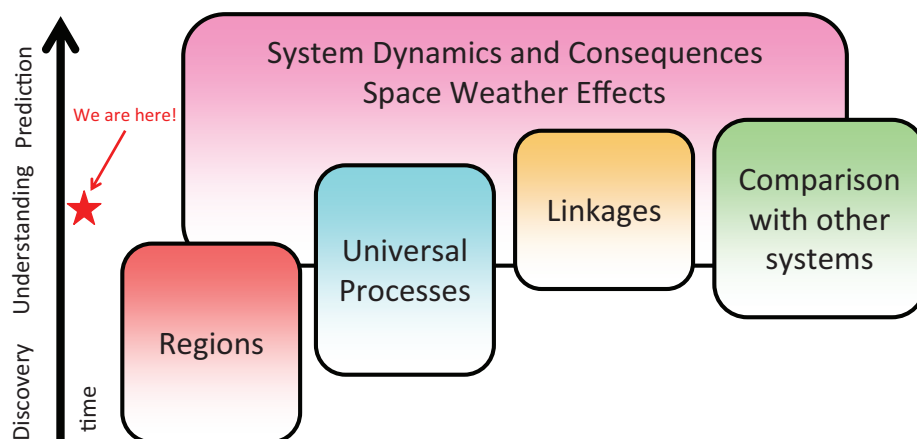 System Dynamics and Consequences
Space Weather Effects
We are here!
Prediction
Understanding
Discovery
time
Regions
Universal
Processes
Linkages
Comparison
with other
systems